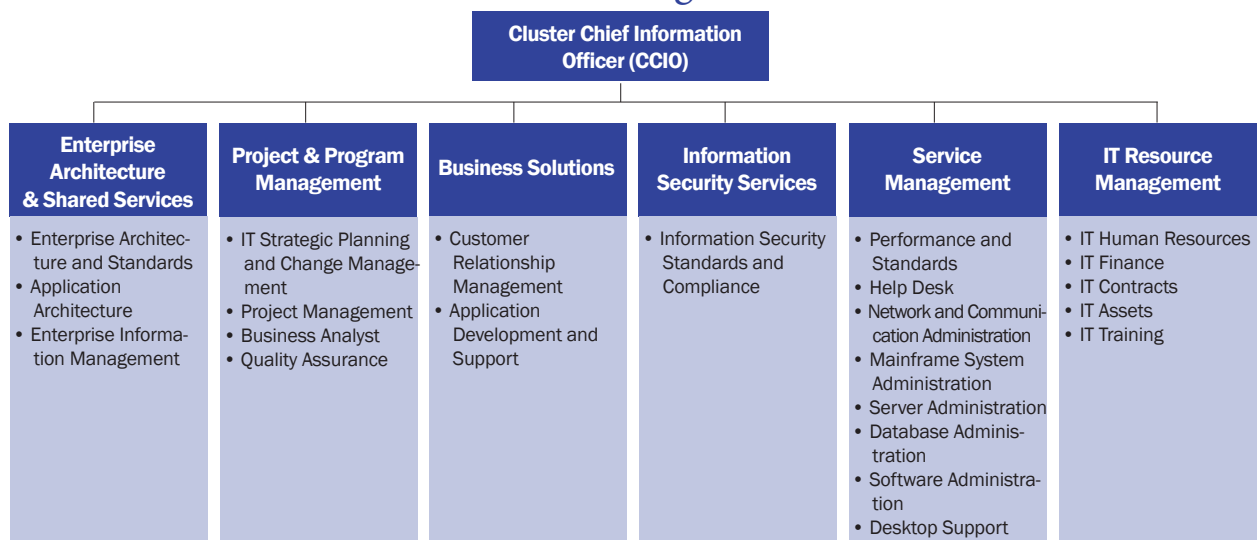 Cluster Chief Information
Officer (CCIO)
Enterprise
Architecture
& Shared Services
• Enterprise Architec-
ture and Standards
• Application
Architecture
• Enterprise Informa-
tion Management
Project & Program
Management
• IT Strategic Planning
and Change Manage-
ment
• Project Management
• Business Analyst
• Quality Assurance
Business Solutions
• Customer
Relationship
Management
• Application
Development and
Support
Information
Security Services
• Information Security
Standards and
Compliance
Service
Management
• Performance and
Standards
• Help Desk
• Network and Communi-
cation Administration
• Mainframe System
Administration
• Server Administration
• Database Adminis-
tration
• Software Administra-
tion
• Desktop Support
IT Resource
Management
• IT Human Resources
• IT Finance
• IT Contracts
• IT Assets
• IT Training